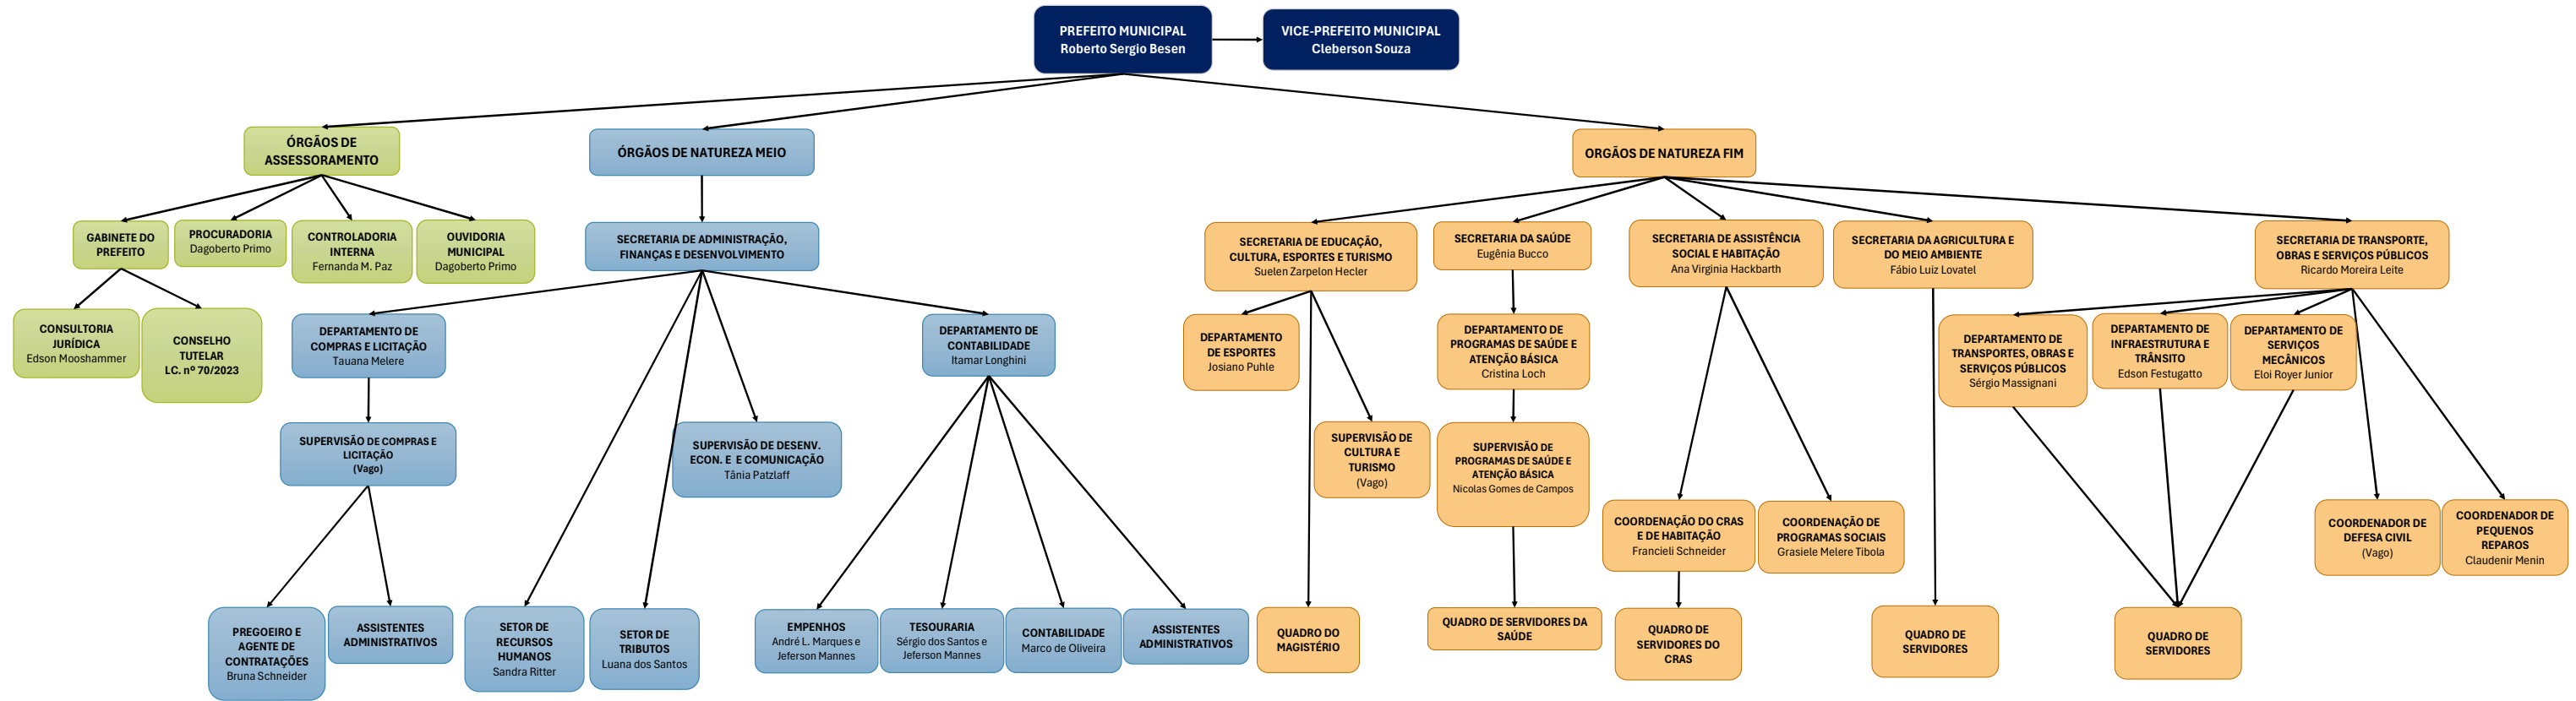 PREFEITO MUNICIPAL
Roberto Sergio Besen
VICE-PREFEITO MUNICIPAL
Cleberson Souza
ÓRGÃOS DE
ASSESSORAMENTO
ÓRGÃOS DE NATUREZA MEIO
ORGÃOS DE NATUREZA FIM
GABINETE DO
PREFEITO
PROCURADORIA
Dagoberto Primo
CONTROLADORIA
INTERNA
Fernanda M. Paz
OUVIDORIA
MUNICIPAL
Dagoberto Primo
SECRETARIA DE ADMINISTRAÇÃO,
FINANÇAS E DESENVOLVIMENTO
SECRETARIA DE EDUCAÇÃO,
CULTURA, ESPORTES E TURISMO
Suelen Zarpelon Hecler
SECRETARIA DA SAÚDE
Eugênia Bucco
SECRETARIA DE ASSISTÊNCIA
SOCIAL E HABITAÇÃO
Ana Virginia Hackbarth
SECRETARIA DA AGRICULTURA E
DO MEIO AMBIENTE
Fábio Luiz Lovatel
SECRETARIA DE TRANSPORTE,
OBRAS E SERVIÇOS PÚBLICOS
Ricardo Moreira Leite
CONSULTORIA
JURÍDICA
Edson Mooshammer
CONSELHO
TUTELAR
LC. nº 70/2023
DEPARTAMENTO DE
COMPRAS E LICITAÇÃO
Tauana Melere
DEPARTAMENTO DE
CONTABILIDADE
Itamar Longhini
DEPARTAMENTO
DE ESPORTES
Josiano Puhle
DEPARTAMENTO DE
PROGRAMAS DE SAÚDE E
ATENÇÃO BÁSICA
Cristina Loch
DEPARTAMENTO DE
TRANSPORTES, OBRAS E
SERVIÇOS PÚBLICOS
Sérgio Massignani
DEPARTAMENTO DE
INFRAESTRUTURA E
TRÂNSITO
Edson Festugatto
DEPARTAMENTO DE
SERVIÇOS
MECÂNICOS
Eloi Royer Junior
SUPERVISÃO DE COMPRAS E
LICITAÇÃO
(Vago)
SUPERVISÃO DE DESENV.
ECON. E E COMUNICAÇÃO
Tânia Patzlaff
SUPERVISÃO DE
CULTURA E
TURISMO
(Vago)
SUPERVISÃO DE
PROGRAMAS DE SAÚDE E
ATENÇÃO BÁSICA
Nicolas Gomes de Campos
COORDENAÇÃO DO CRAS
E DE HABITAÇÃO
Francieli Schneider
COORDENAÇÃO DE
PROGRAMAS SOCIAIS
Grasiele Melere Tibola
COORDENADOR DE
DEFESA CIVIL
(Vago)
COORDENADOR DE
PEQUENOS
REPAROS
Claudenir Menin
PREGOEIRO E
AGENTE DE
CONTRATAÇÕES
Bruna Schneider
ASSISTENTES
ADMINISTRATIVOS
SETOR DE
RECURSOS
HUMANOS
Sandra Ritter
SETOR DE
TRIBUTOS
Luana dos Santos
EMPENHOS
André L. Marques e
Jeferson Mannes
TESOURARIA
Sérgio dos Santos e
Jeferson Mannes
CONTABILIDADE
Marco de Oliveira
ASSISTENTES
ADMINISTRATIVOS
QUADRO DO
MAGISTÉRIO
QUADRO DE SERVIDORES DA
SAÚDE
QUADRO DE
SERVIDORES DO
CRAS
QUADRO DE
SERVIDORES
QUADRO DE
SERVIDORES